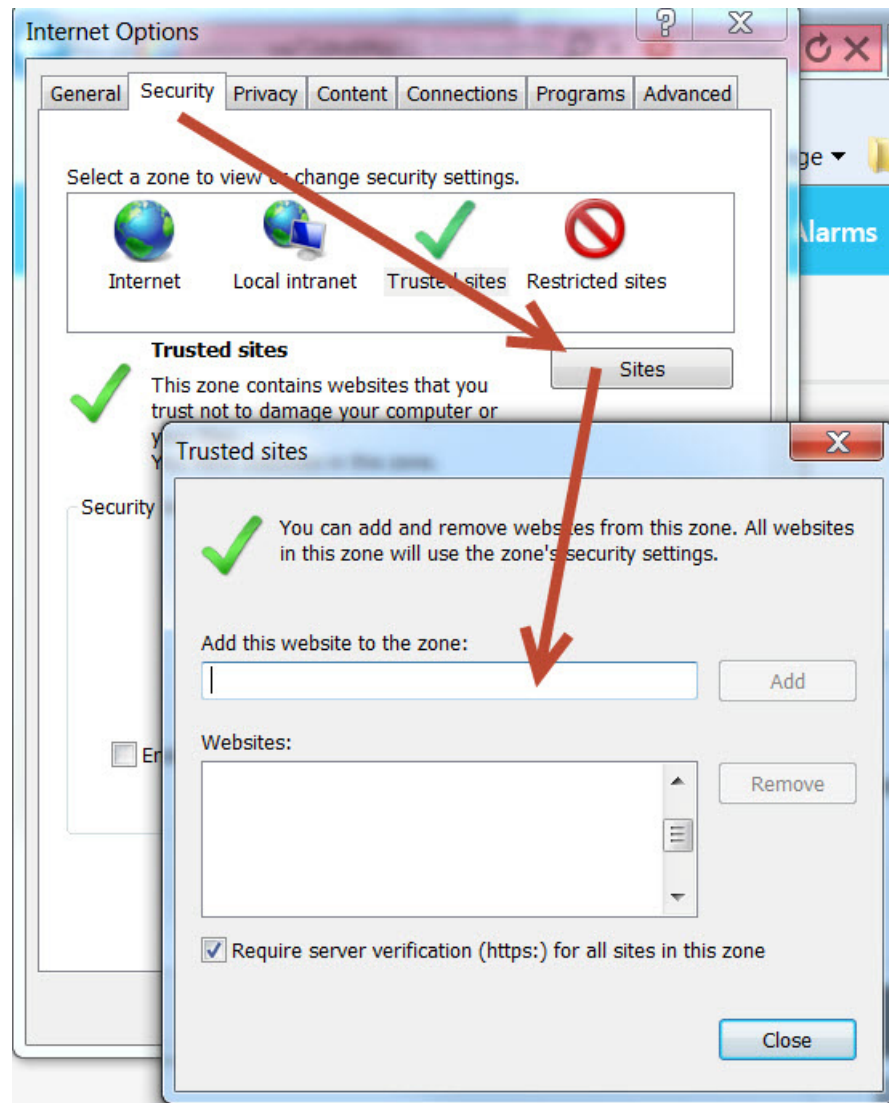 Internet Options
General Security Privacy Content Connections Programs Advanced
Select a zone to view or change security settings.
Internet Local intranet Trusted sites Restricted sites
Trusted sites
Sites
This zone contains websites that you
trust not to damage your computer or
Security
Alarms
Trusted sites
You can add and remove websites from this zone. All websites
in this zone will use the zone's security settings.
Add this website to the zone:
Add
Websites:
Remove
Require server verification (https:) for all sites in this zone
Close